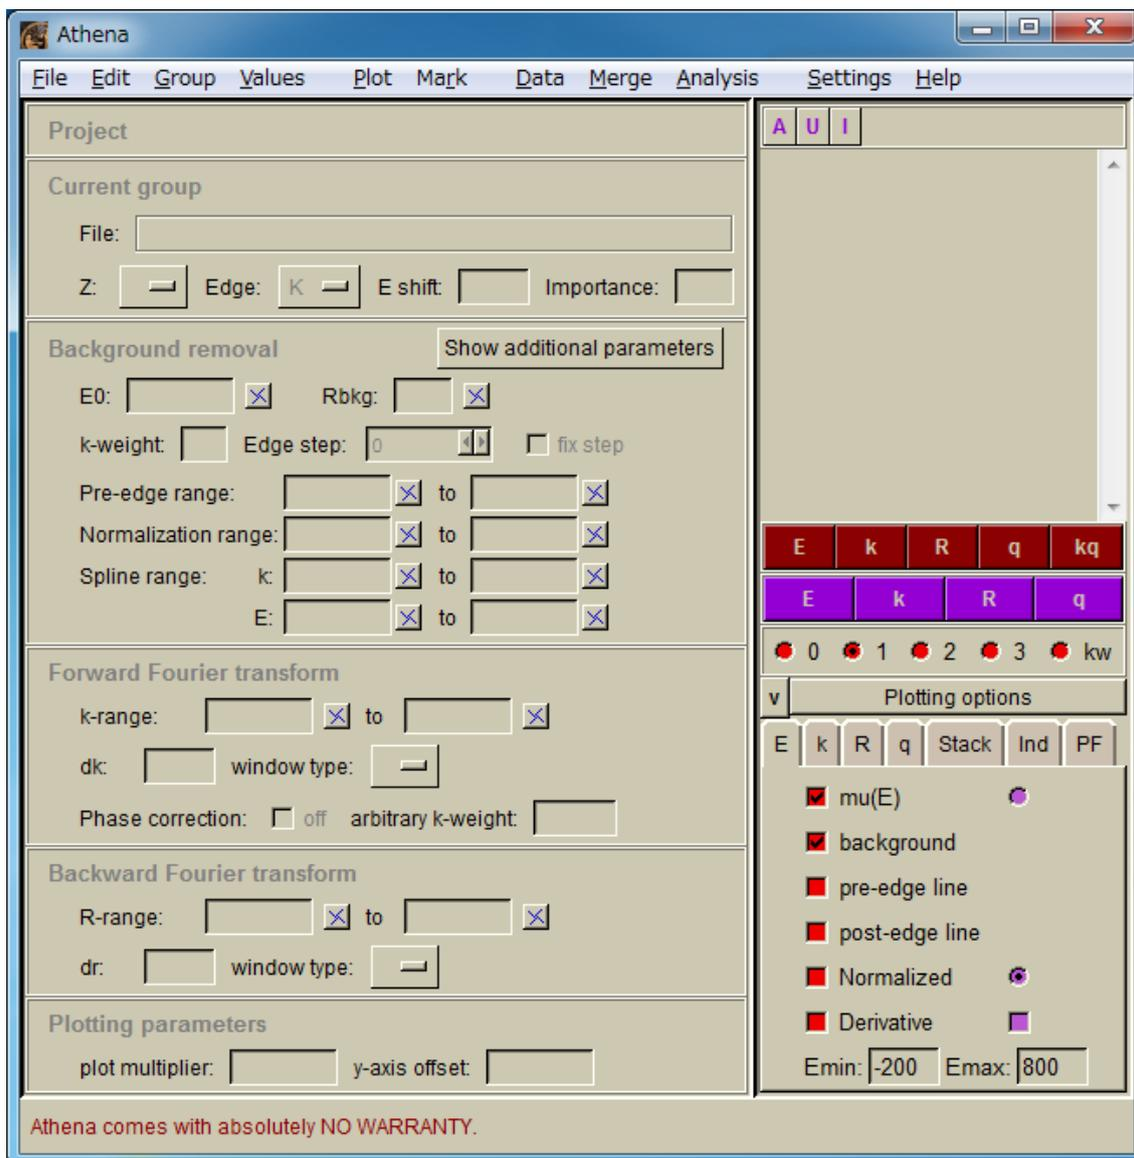 Athena
File Edit Group Values Plot Mark Data Merge Analysis Settings Help
Project
Current group
File:
Z: Edge: K E shift: Importance:
Background removal Show additional parameters
E0: Rbkg:
k-weight: Edge step: 0 fix step
Pre-edge range: to
Normalization range: to
Spline range: k: to
E: to
Forward Fourier transform
k-range: to
dk: window type:
Phase correction: off arbitrary k-weight:
Backward Fourier transform
R-range: to
dr: window type:
Plotting parameters
plot multiplier: y-axis offset:
A U I
E k R q kq
E k R q
0 1 2 3 kw
v Plotting options
E k R q Stack Ind PF
mu(E)
background
pre-edge line
post-edge line
Normalized
Derivative
Emin: -200 Emax: 800
Athena comes with absolutely NO WARRANTY.